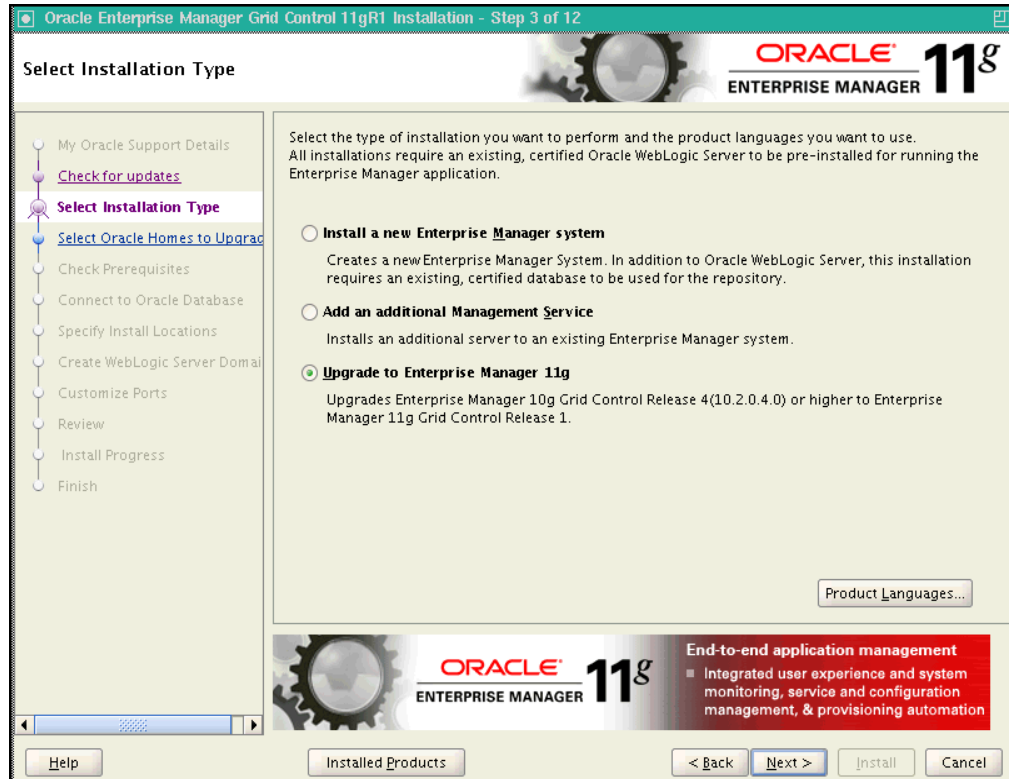 Oracle Enterprise Manager Grid Control 11gR1 Installation - Step 3 of 12
Select Installation Type
ORACLE
ENTERPRISE MANAGER
11g
My Oracle Support Details
Check for updates
Select Installation Type
Select Oracle Homes to Upgrad
Check Prerequisites
Connect to Oracle Database
Specify Install Locations
Create WebLogic Server Domai
Customize Ports
Review
Install Progress
Finish
Select the type of installation you want to perform and the product languages you want to use.
All installations require an existing, certified Oracle WebLogic Server to be pre-installed for running the
Enterprise Manager application.
Install a new Enterprise Manager system
Creates a new Enterprise Manager System. In addition to Oracle WebLogic Server, this installation
requires an existing, certified database to be used for the repository.
Add an additional Management Service
Installs an additional server to an existing Enterprise Manager system.
Upgrade to Enterprise Manager 11g
Upgrades Enterprise Manager 10g Grid Control Release 4(10.2.0.4.0) or higher to Enterprise
Manager 11g Grid Control Release 1.
Product Languages...
ORACLE
ENTERPRISE MANAGER
11g
End-to-end application management
Integrated user experience and system
monitoring, service and configuration
management, & provisioning automation
Help
Installed Products
< Back
Next >
Install
Cancel